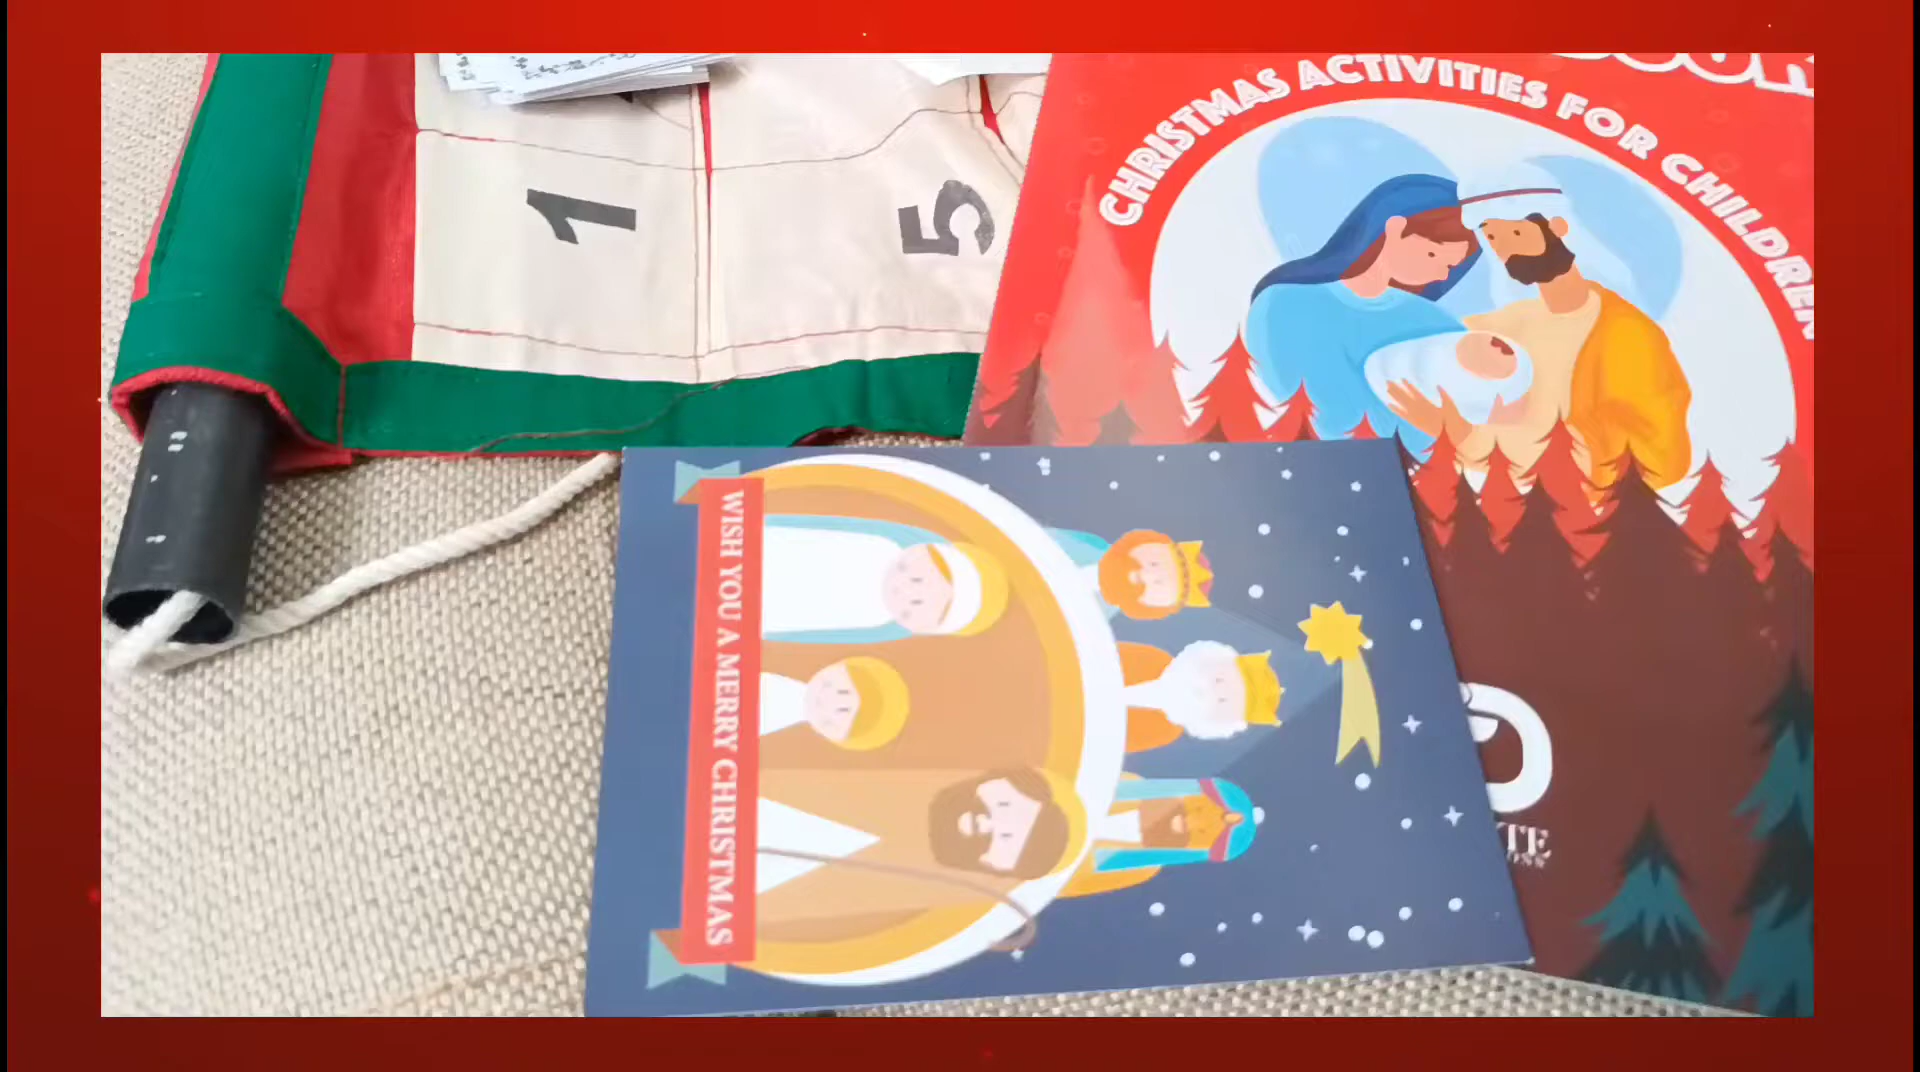 CHRISTMAS ACTIVITIES FOR CHILDREN
1
5
WISH YOU A MERRY CHRISTMAS